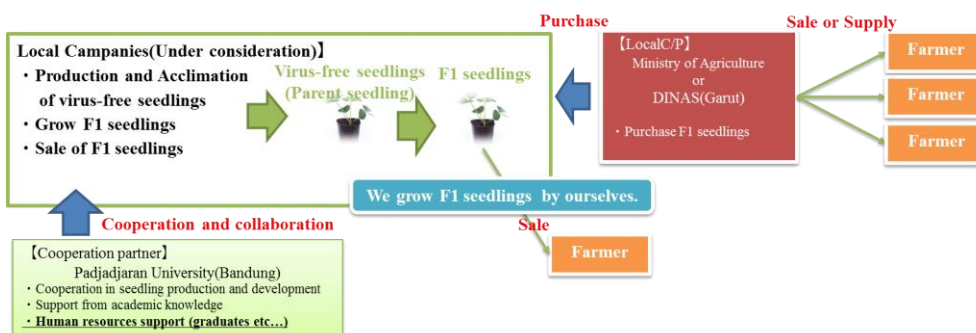 Local Campanies(Under consideration)】
・Production and Acclimation
of virus-free seedlings
・Grow F1 seedlings
・Sale of F1 seedlings
Virus-free seedlings
(Parent seedling)
F1 seedlings
Purchase
【LocalC/P】
Ministry of Agriculture
or
DINAS(Garut)
・Purchase F1 seedlings
Sale or Supply
Farmer
Farmer
Farmer
We grow F1 seedlings by ourselves.
Sale
Farmer
Cooperation and collaboration
【Cooperation partner】
Padjadjaran University(Bandung)
・Cooperation in seedling production and development
・Support from academic knowledge
・Human resources support (graduates etc…)